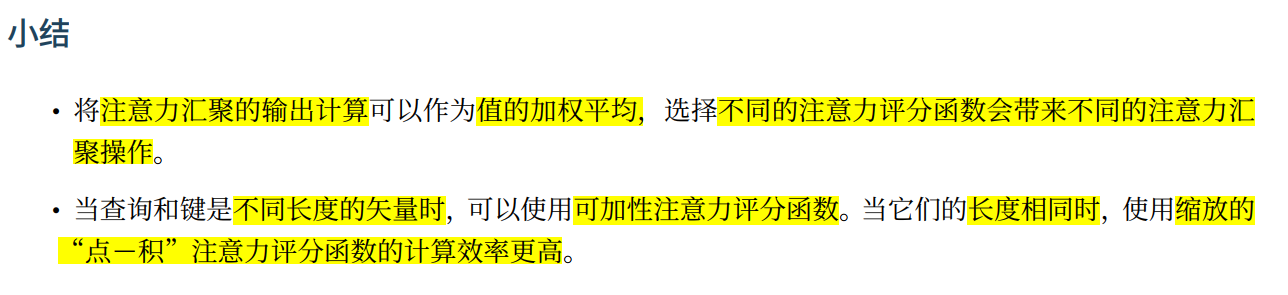 小结
• 将注意力汇聚的输出计算可以作为值的加权平均，选择不同的注意力评分函数会带来不同的注意力汇
聚操作。
• 当查询和键是不同长度的矢量时，可以使用可加性注意力评分函数。当它们的长度相同时，使用缩放的
“点－积”注意力评分函数的计算效率更高。